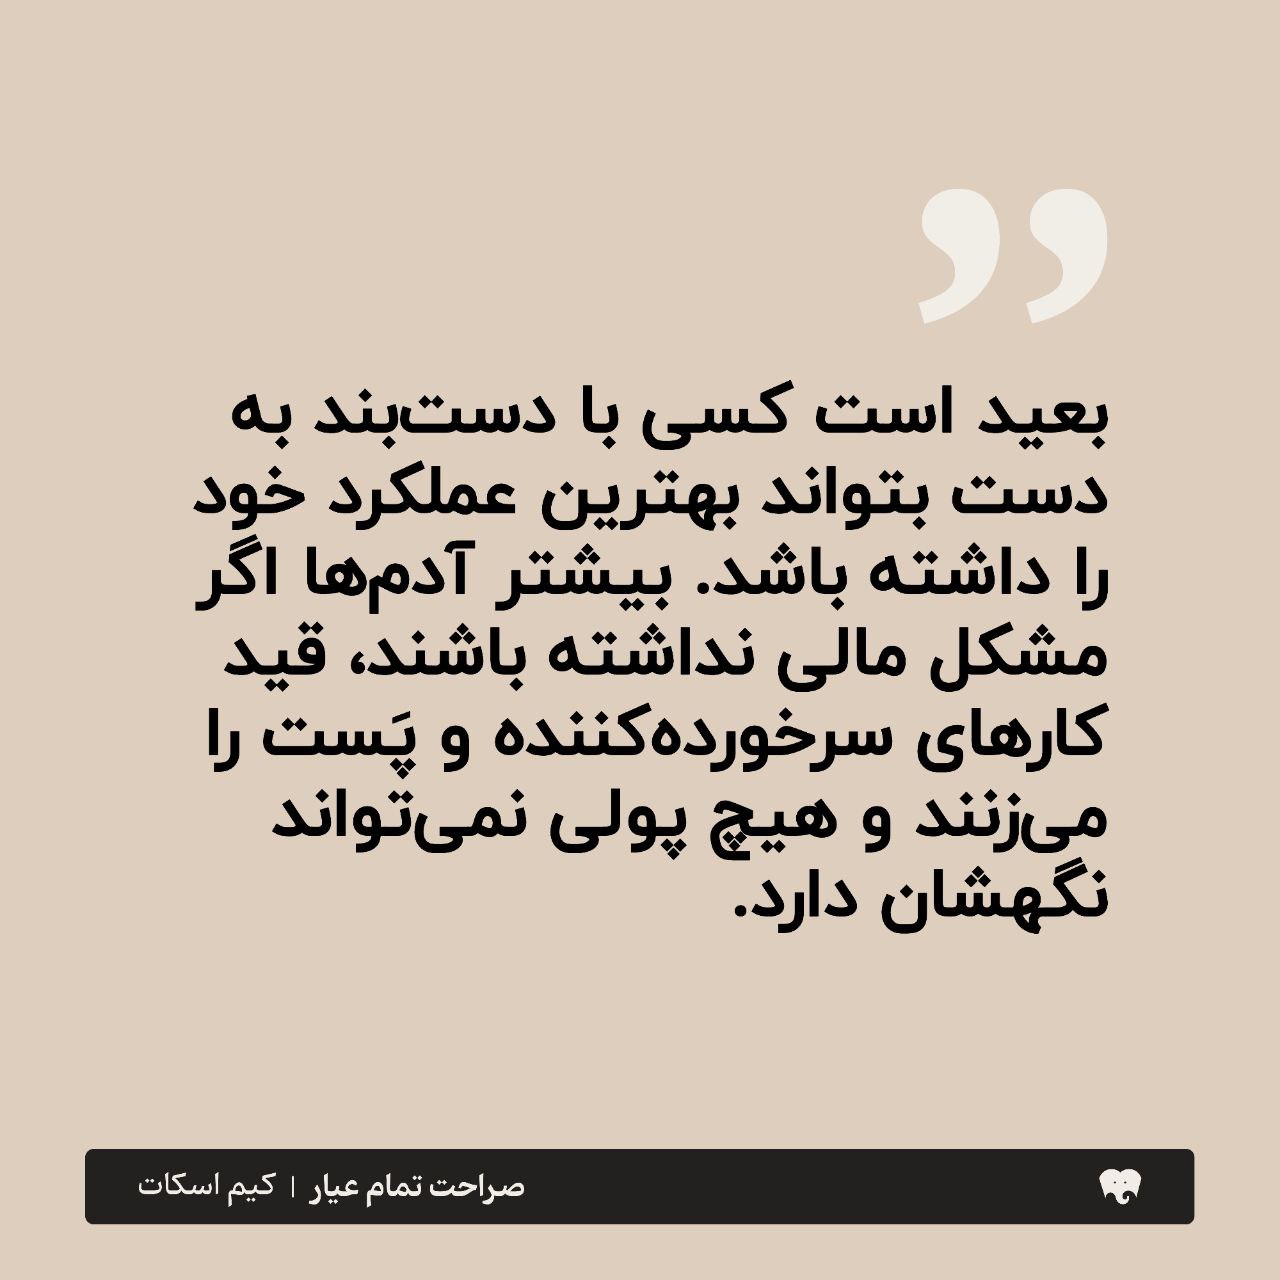 ”
بعید است کسی با دست‌بند به
دست بتواند بهترین عملکرد خود
را داشته باشد. بیشتر آدم‌ها اگر
مشکل مالی نداشته باشند، قید
کارهای سرخورده‌کننده و پَست را
می‌زنند و هیچ پولی نمی‌تواند
نگهشان دارد.
صراحت تمام عیار | کیم اسکات